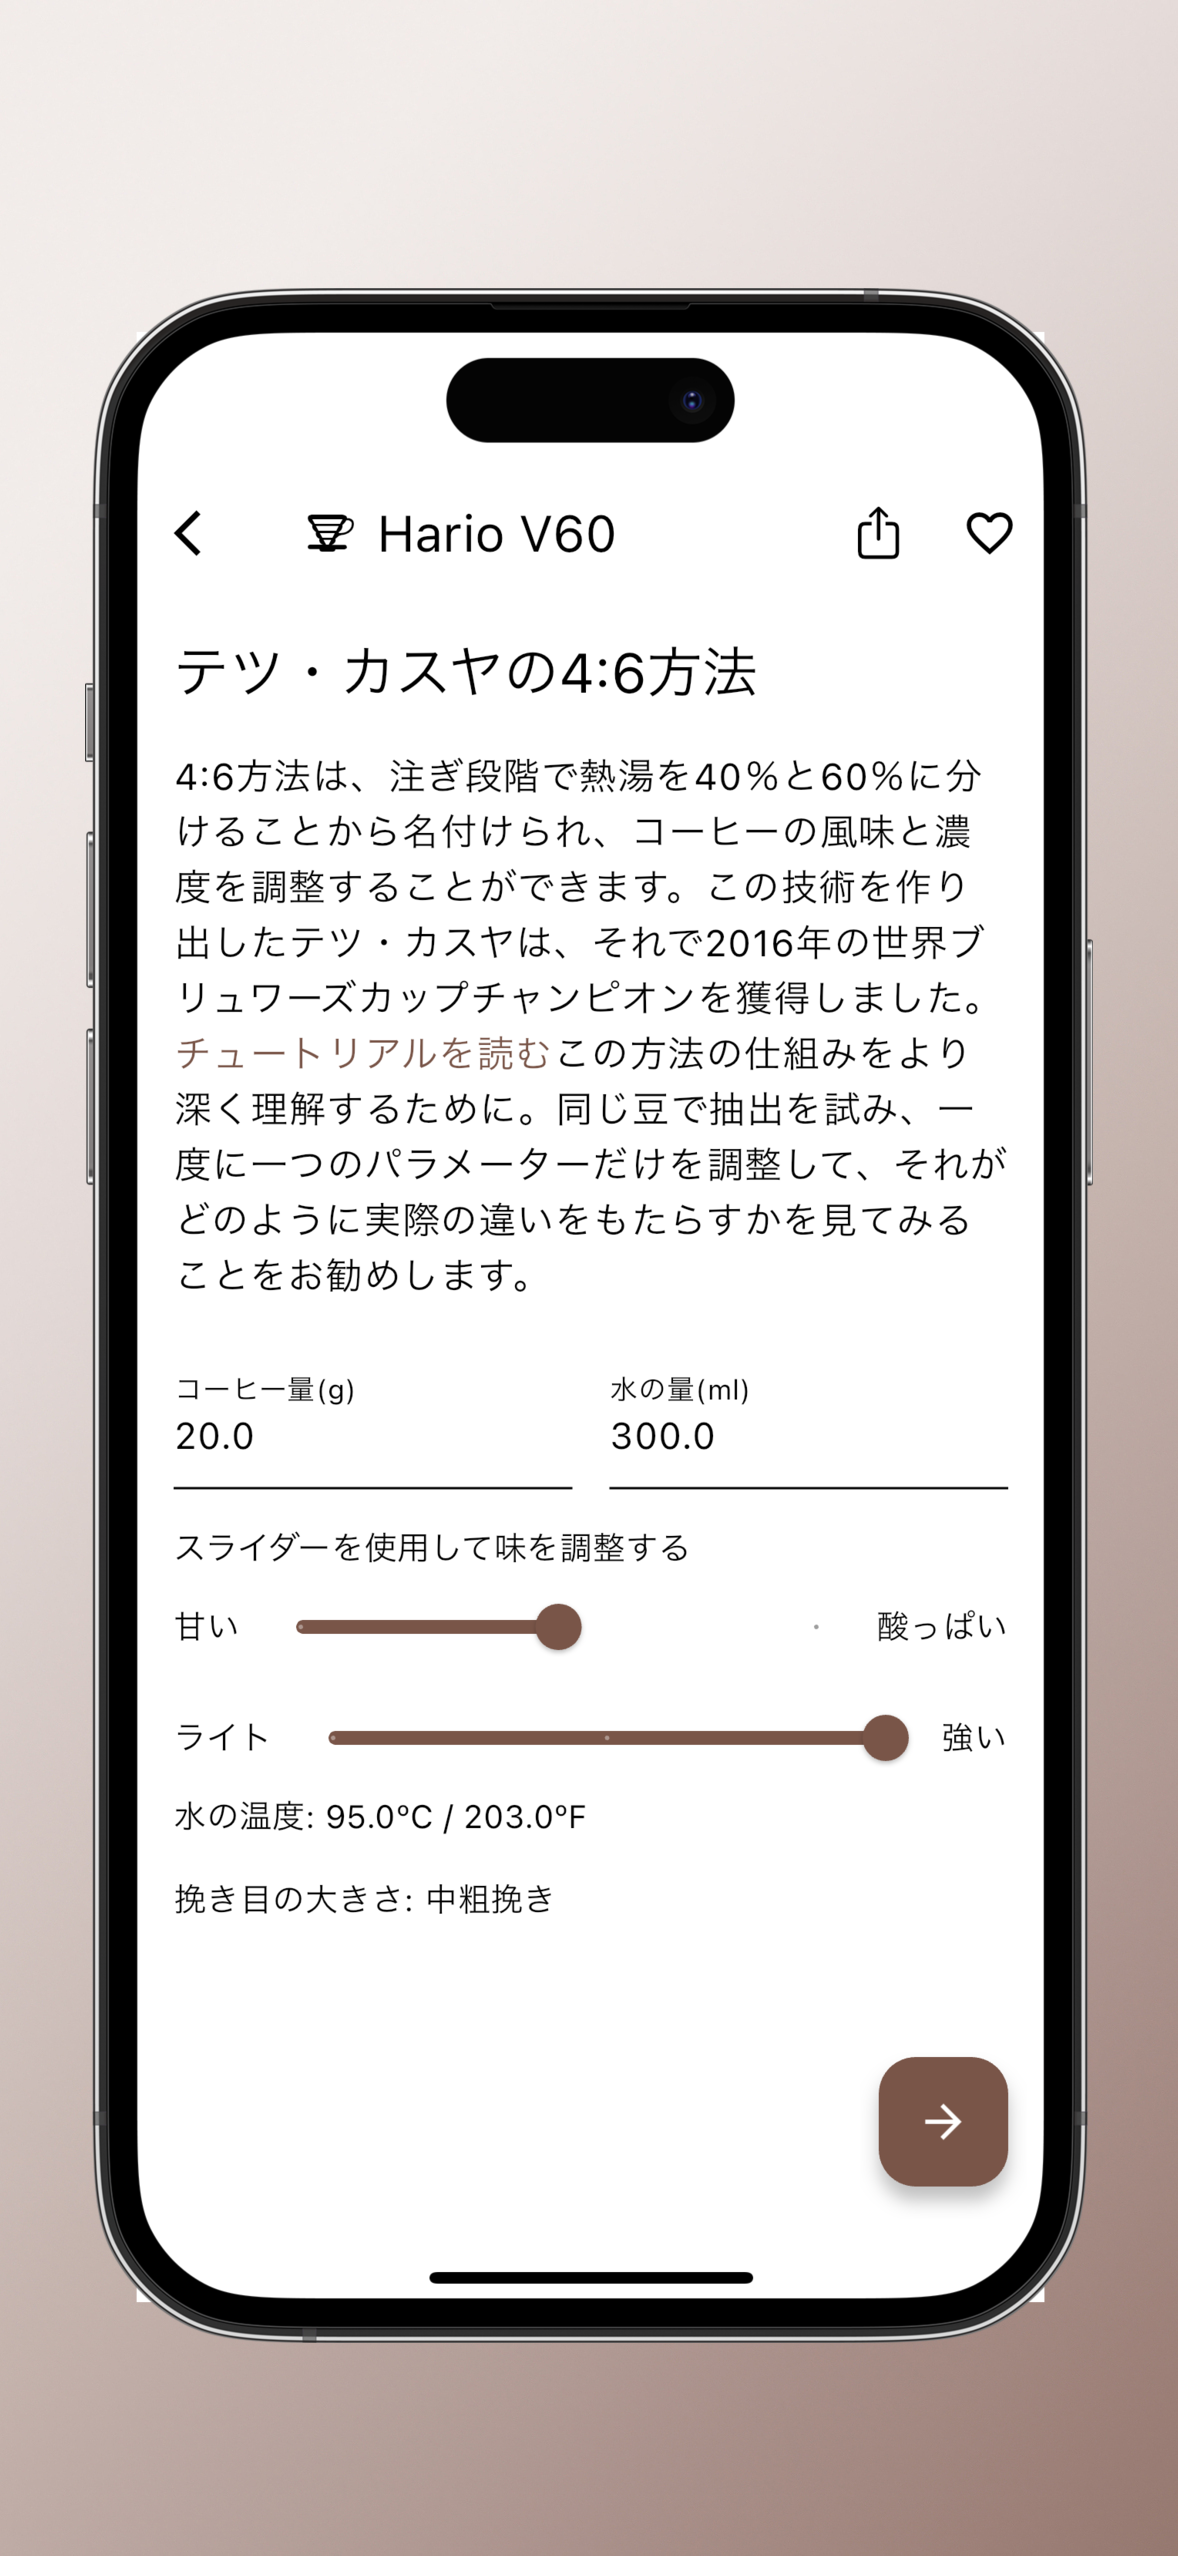 Hario V60
テツ・カスヤの4:6方法
4:6方法は、注ぎ段階で熱湯を40%と60%に分
けることから名付けられ、コーヒーの風味と濃
度を調整することができます。この技術を作り
出したテツ・カスヤは、それで2016年の世界ブ
リュワーズカップチャンピオンを獲得しました。
チュートリアルを読むこの方法の仕組みをより
深く理解するために。同じ豆で抽出を試み、一
度に一つのパラメーターだけを調整して、それが
どのように実際の違いをもたらすかを見てみる
ことをお勧めします。
コーヒー量(g) 水の量(ml)
20.0 300.0
スライダーを使用して味を調整する
甘い 酸っぱい
ライト 強い
水の温度: 95.0ºC / 203.0ºF
挽き目の大きさ: 中粗挽き